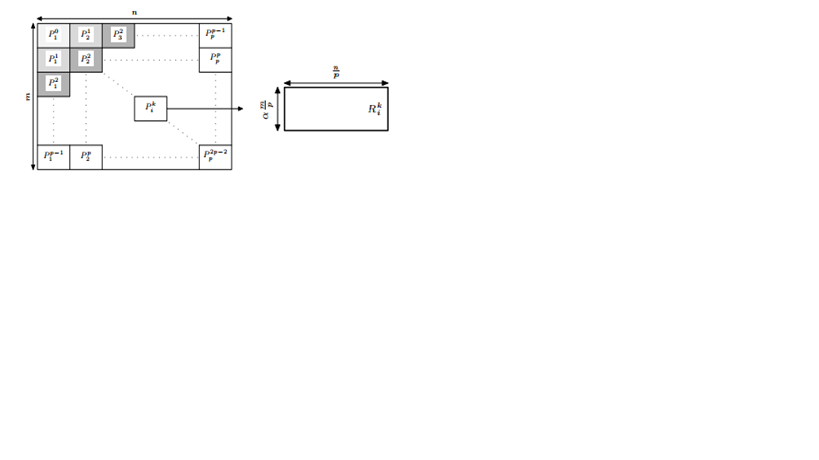 n
P_1^0 P_2^1 P_3^2 P_p^{p-1}
P_1^1 P_2^2 P_p^p
P_1^2
m
P_i^k
P_1^{p-1} P_2^p P_p^{2p-2}
n/p
α m/p
R_i^k